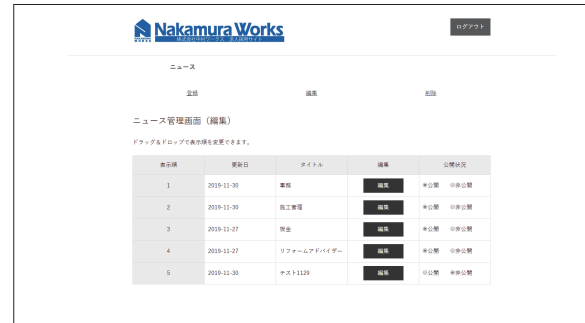 Nakamura Works
WORKS
株式会社中村ワークス 求人採用サイト
ログアウト
ニュース
登録 編集 削除
ニュース管理画面（編集）
ドラッグ＆ドロップで表示順を変更できます。
表示順 更新日 タイトル 編集 公開状況
1 2019-11-30 事務 編集 公開 非公開
2 2019-11-30 施工管理 編集 公開 非公開
3 2019-11-27 板金 編集 公開 非公開
4 2019-11-27 リフォームアドバイザー 編集 公開 非公開
5 2019-11-30 テスト1129 編集 公開 非公開